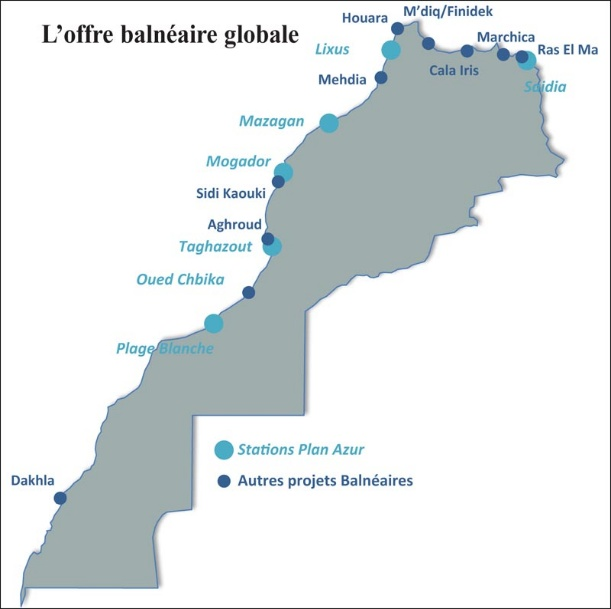 L'offre balnéaire globale
Houara
M'diq/Finidek
Lixus
Marchica
Ras El Ma
Cala Iris
Mehdia
Saidia
Mazagan
Mogador
Sidi Kaouki
Aghroud
Taghazout
Oued Chbika
Plage Blanche
Stations Plan Azur
Autres projets Balnéaires
Dakhla